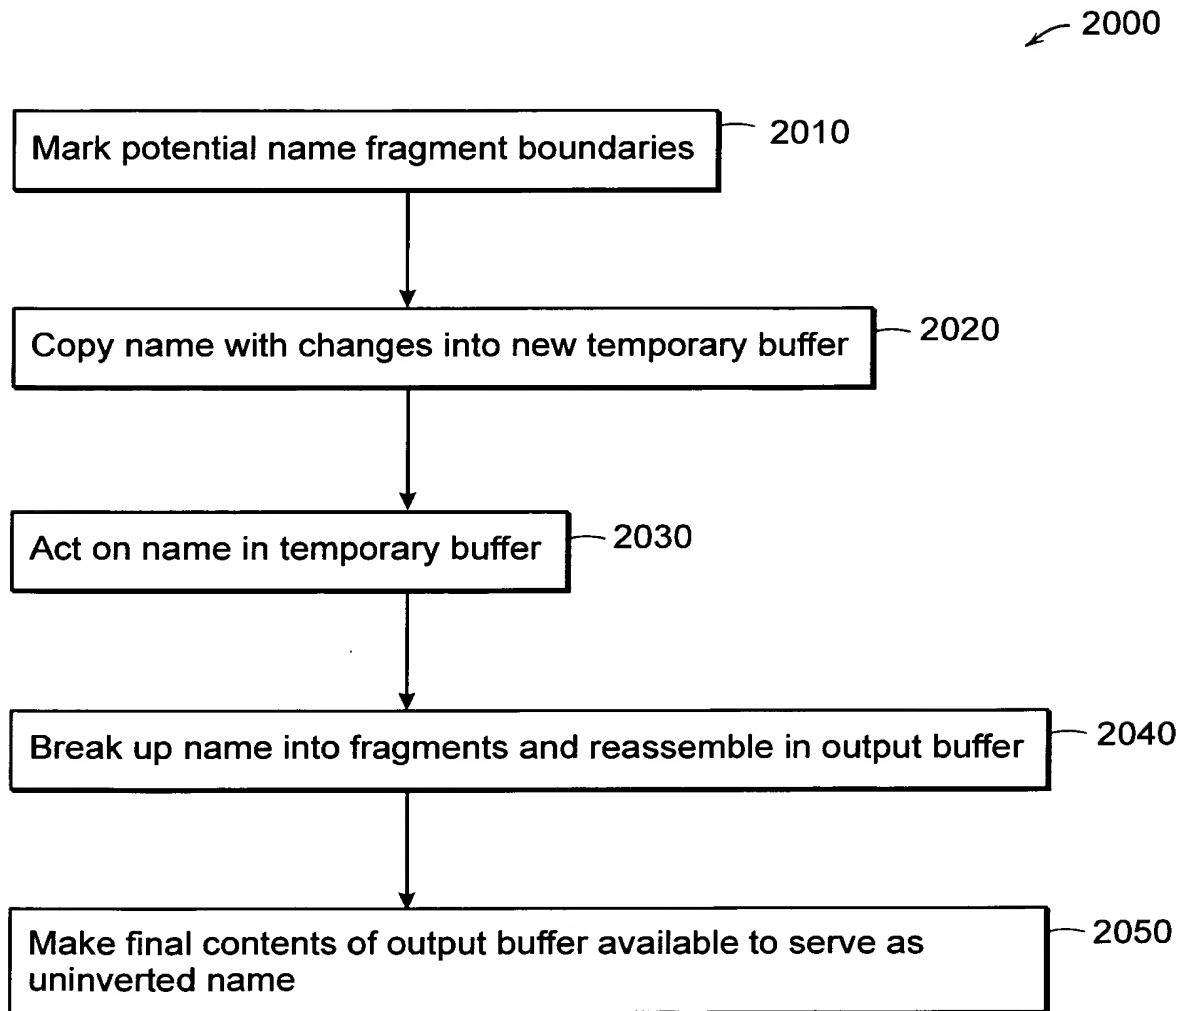 2000
Mark potential name fragment boundaries
2010
Copy name with changes into new temporary buffer
2020
Act on name in temporary buffer
2030
Break up name into fragments and reassemble in output buffer
2040
Make final contents of output buffer available to serve as
uninverted name
2050